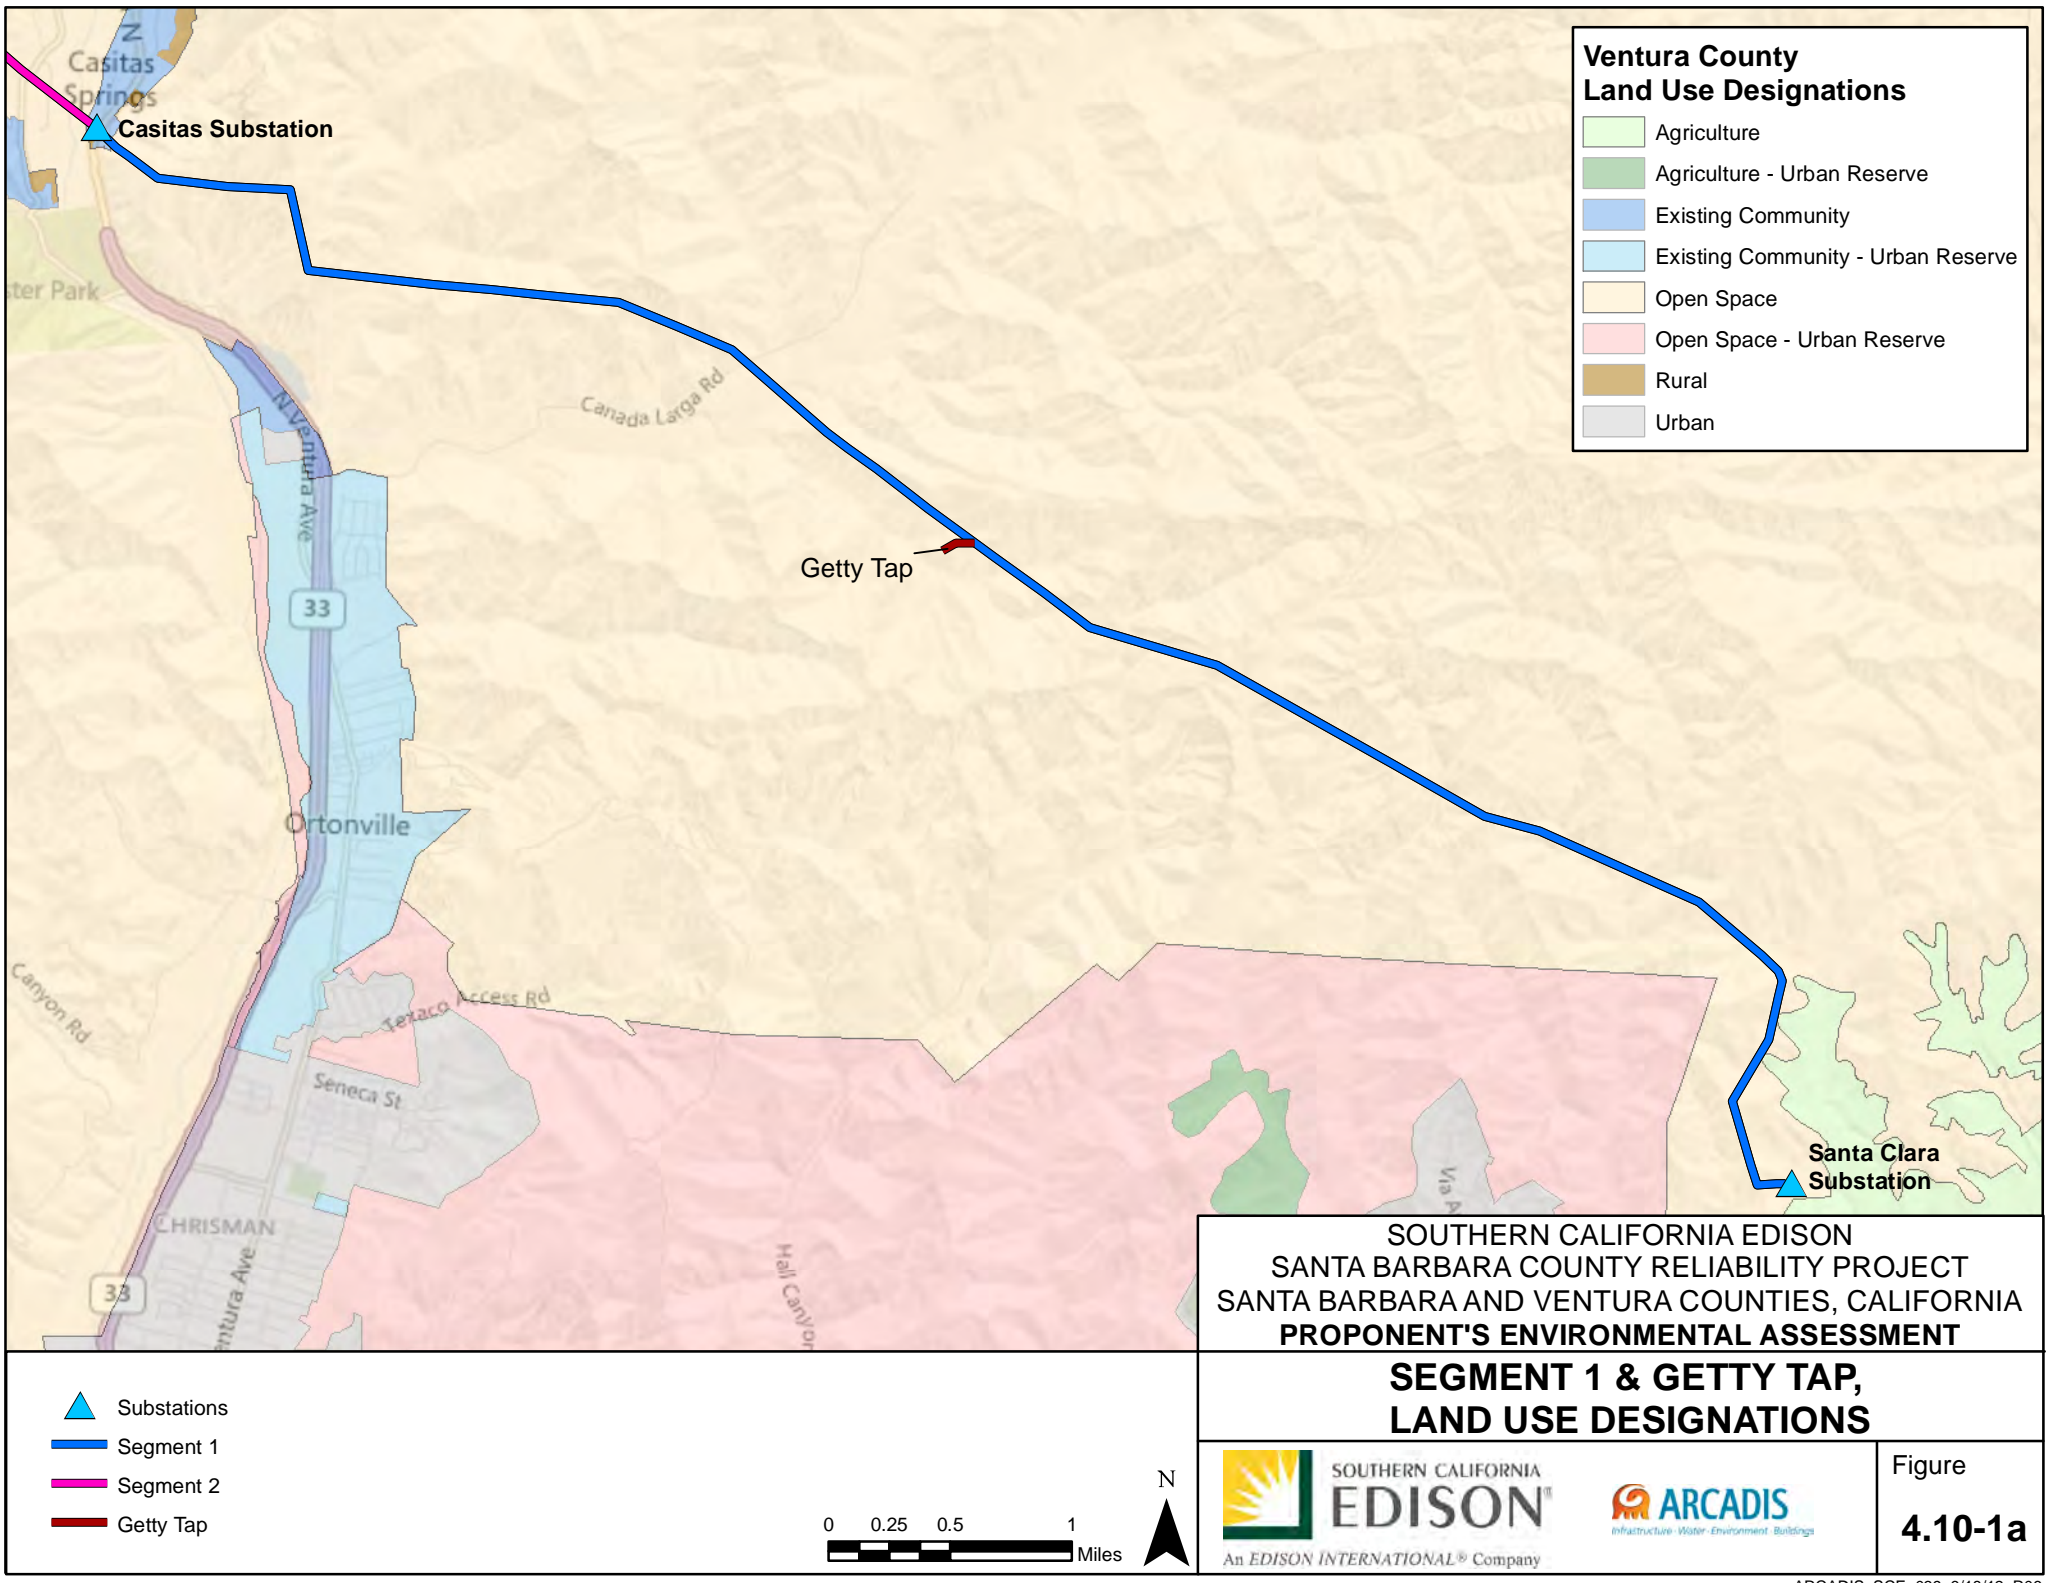 N
Casitas
Springs
Casitas Substation
ster Park
N Ventura Ave
Canada Larga Rd
Getty Tap
33
Ortonville
Canyon Rd
Texaco Access Rd
Seneca St
CHRISMAN
33
entura Ave
Hall Canyon
Via A
Santa Clara
Substation
Ventura County
Land Use Designations
Agriculture
Agriculture - Urban Reserve
Existing Community
Existing Community - Urban Reserve
Open Space
Open Space - Urban Reserve
Rural
Urban
Substations
Segment 1
Segment 2
Getty Tap
0 0.25 0.5 1
Miles
N
SOUTHERN CALIFORNIA EDISON
SANTA BARBARA COUNTY RELIABILITY PROJECT
SANTA BARBARA AND VENTURA COUNTIES, CALIFORNIA
PROPONENT'S ENVIRONMENTAL ASSESSMENT
SEGMENT 1 & GETTY TAP,
LAND USE DESIGNATIONS
SOUTHERN CALIFORNIA
EDISON
An EDISON INTERNATIONAL® Company
ARCADIS
Infrastructure · Water · Environment · Buildings
Figure
4.10-1a